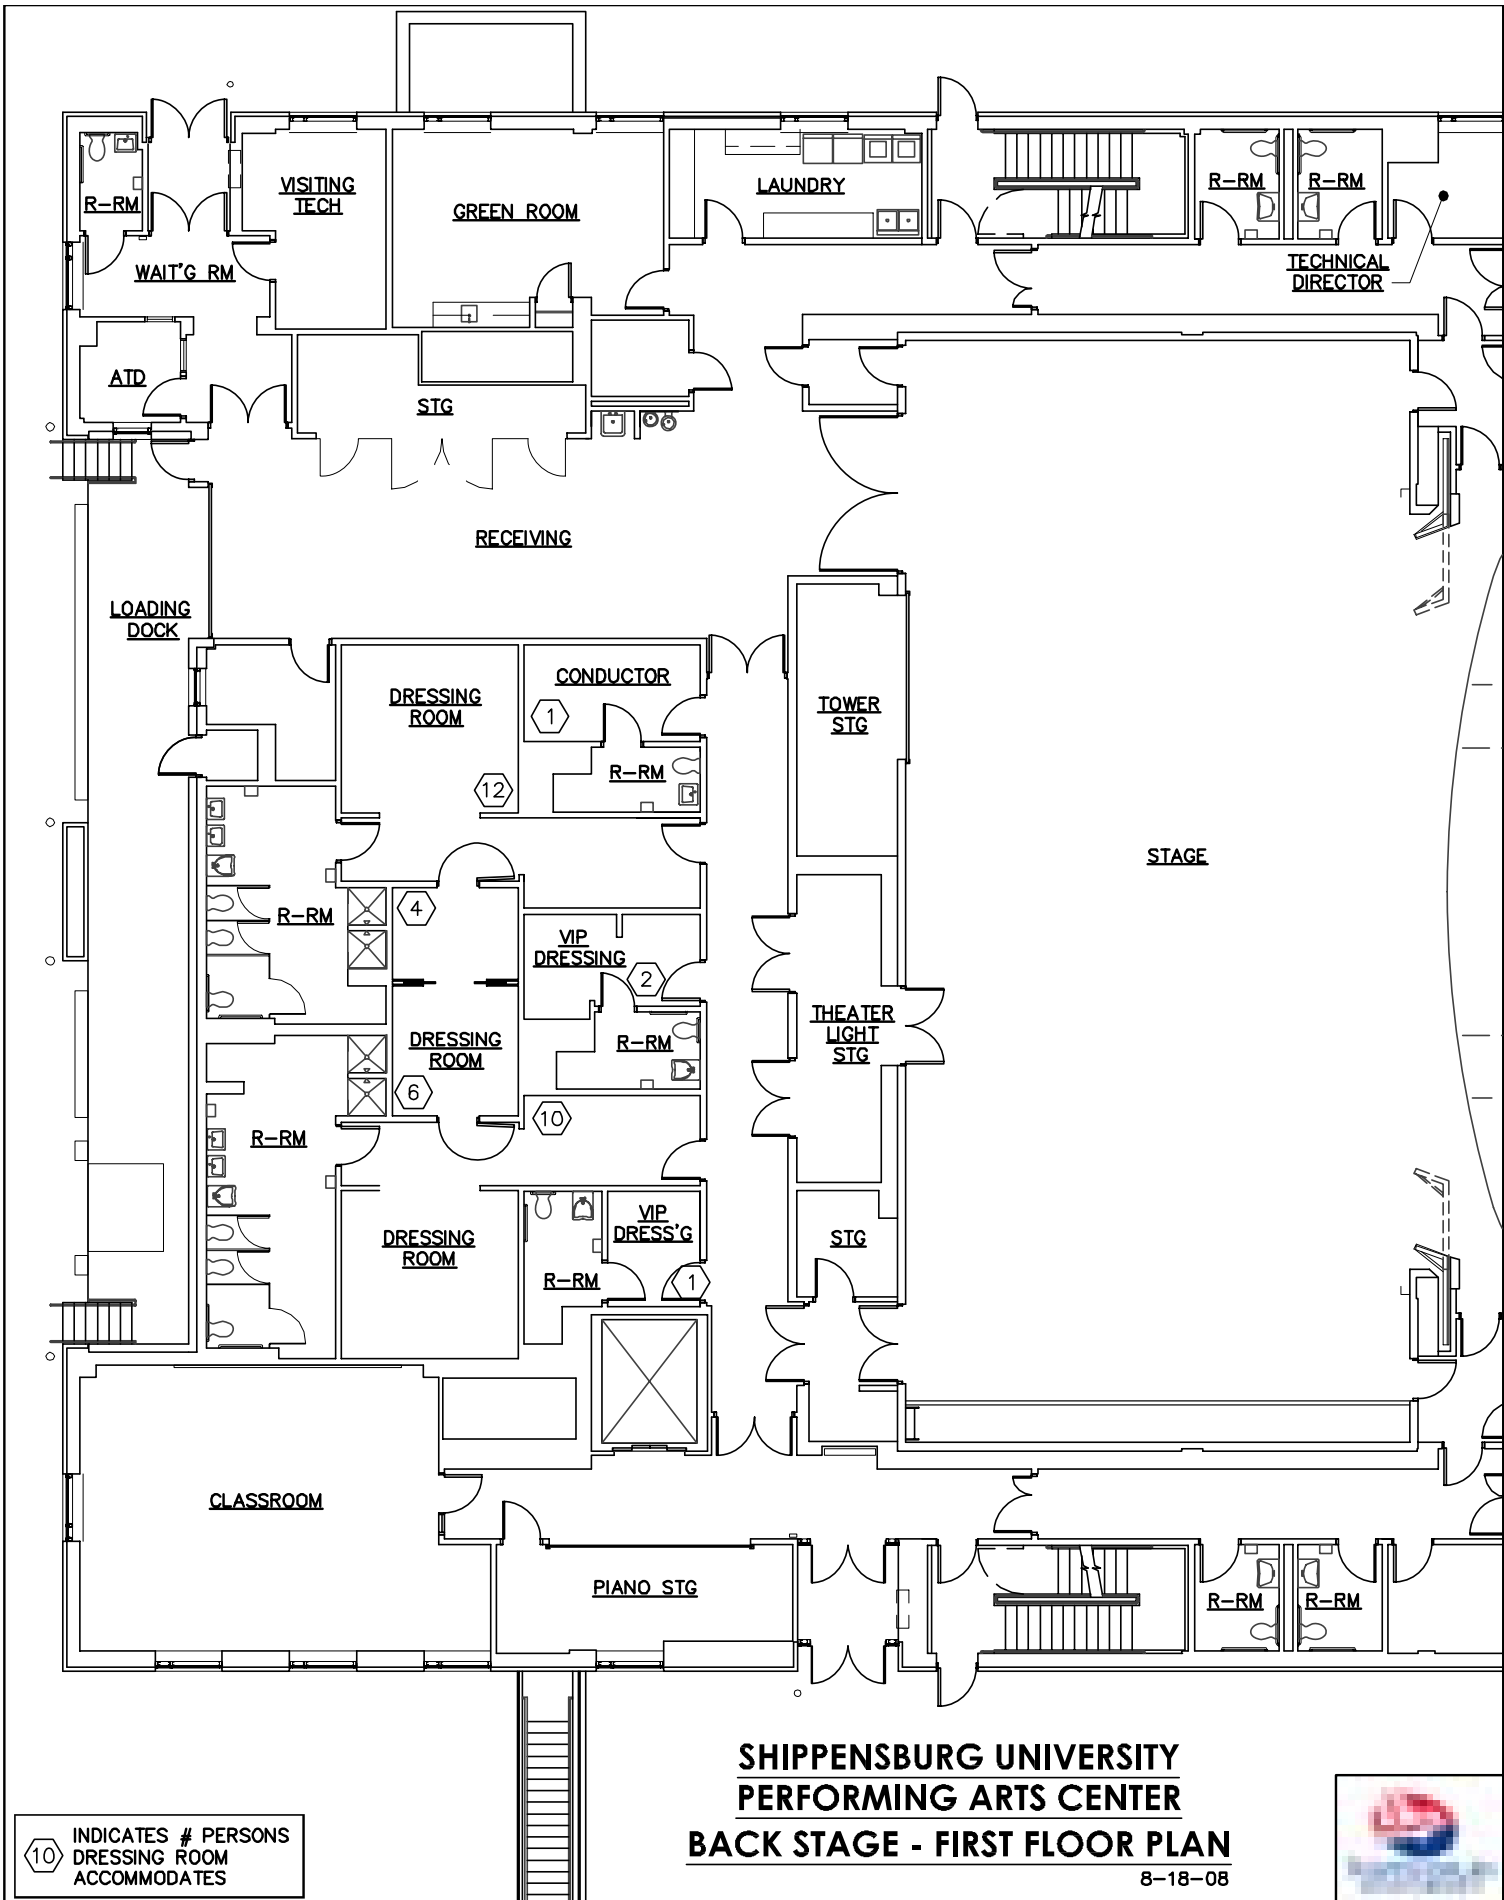 R-RM
VISITING
TECH
GREEN ROOM
LAUNDRY
R-RM
R-RM
WAIT'G RM
TECHNICAL
DIRECTOR
ATD
STG
RECEIVING
LOADING
DOCK
DRESSING
ROOM
CONDUCTOR
1
TOWER
STG
R-RM
12
STAGE
4
R-RM
VIP
DRESSING
2
THEATER
LIGHT
STG
DRESSING
ROOM
R-RM
6
10
R-RM
VIP
DRESS'G
DRESSING
ROOM
STG
R-RM
1
CLASSROOM
PIANO STG
R-RM
R-RM
SHIPPENSBURG UNIVERSITY
PERFORMING ARTS CENTER
BACK STAGE - FIRST FLOOR PLAN
8-18-08
10
INDICATES # PERSONS
DRESSING ROOM
ACCOMMODATES